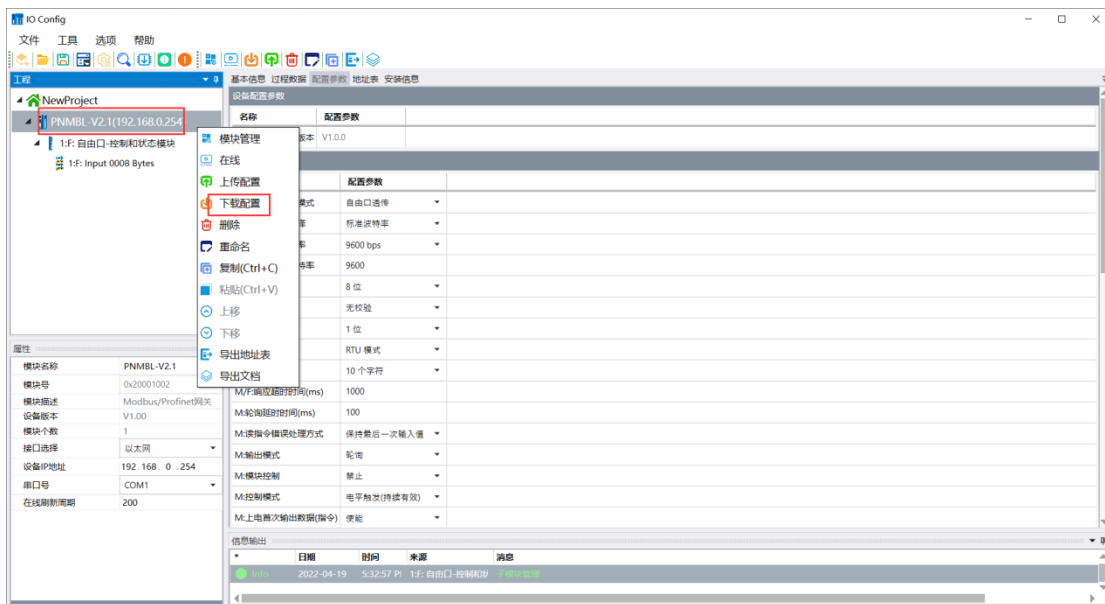 IO Config
文件 工具 选项 帮助
工程
NewProject
PNMBL-V2.1(192.168.0.254
1:F: 自由口-控制和状态模块
1:F: Input 0008 Bytes
模块管理
在线
上传配置
下载配置
删除
重命名
复制(Ctrl+C)
粘贴(Ctrl+V)
上移
下移
导出地址表
导出文档
属性
模块名称 PNMBL-V2.1
模块号 0x20001002
模块描述 Modbus/Profinet网关
设备版本 V1.00
模块个数 1
接口选择 以太网
设备IP地址 192 . 168 . 0 . 254
串口号 COM1
在线刷新周期 200
基本信息 过程数据 配置参数 地址表 安装信息
设备配置参数
名称 配置参数
版本 V1.0.0
配置参数
模式 自由口透传
标准波特率
率 9600 bps
特率 9600
8 位
无校验
1 位
RTU 模式
10 个字符
M/F:响应超时时间(ms) 1000
M:轮询延时时间(ms) 100
M:读指令错误处理方式 保持最后一次输入值
M:输出模式 轮询
M:模块控制 禁止
M:控制模式 电平触发(持续有效)
M:上电首次输出数据(指令) 使能
信息输出
* 日期 时间 来源 消息
Info 2022-04-19 5:32:57 PI 1:F: 自由口-控制和状 子模块管理